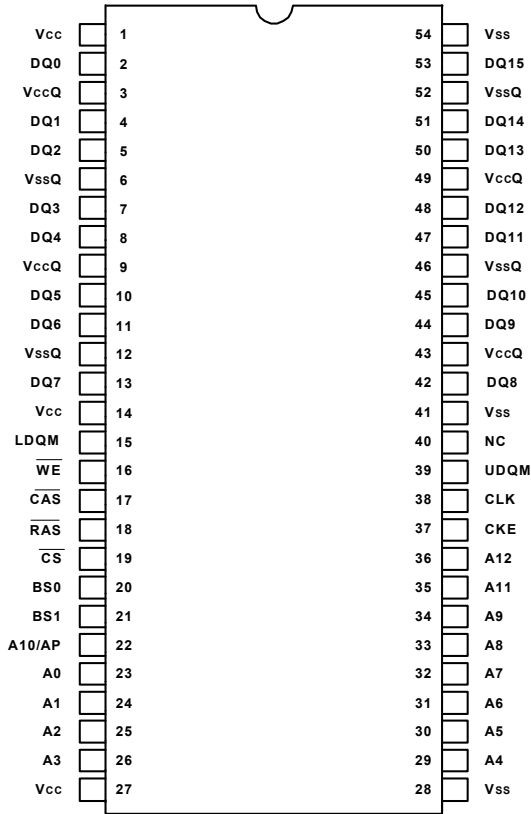 Vcc 1 54 Vss
DQ0 2 53 DQ15
VccQ 3 52 VssQ
DQ1 4 51 DQ14
DQ2 5 50 DQ13
VssQ 6 49 VccQ
DQ3 7 48 DQ12
DQ4 8 47 DQ11
VccQ 9 46 VssQ
DQ5 10 45 DQ10
DQ6 11 44 DQ9
VssQ 12 43 VccQ
DQ7 13 42 DQ8
Vcc 14 41 Vss
LDQM 15 40 NC
W̅E̅ 16 39 UDQM
C̅A̅S̅ 17 38 CLK
R̅A̅S̅ 18 37 CKE
C̅S̅ 19 36 A12
BS0 20 35 A11
BS1 21 34 A9
A10/AP 22 33 A8
A0 23 32 A7
A1 24 31 A6
A2 25 30 A5
A3 26 29 A4
Vcc 27 28 Vss